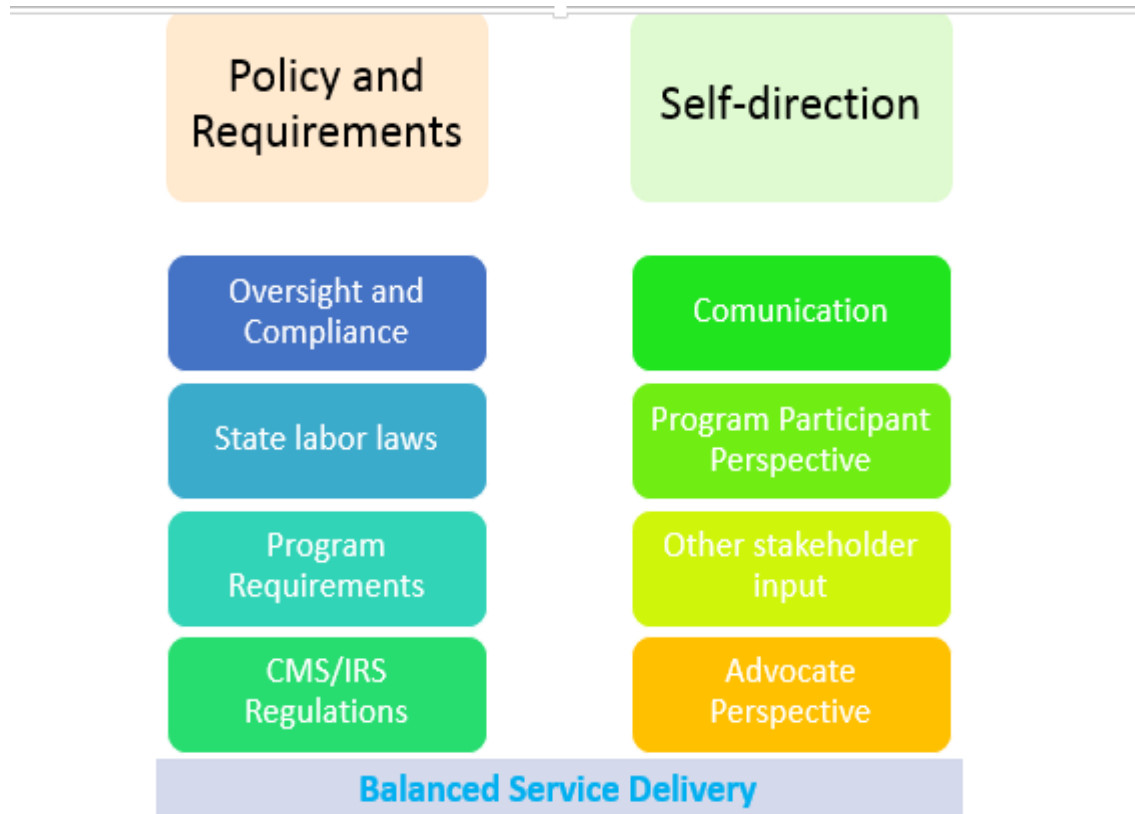 Policy and
Requirements
Self-direction
Oversight and
Compliance
Comunication
State labor laws
Program Participant
Perspective
Program
Requirements
Other stakeholder
input
CMS/IRS
Regulations
Advocate
Perspective
Balanced Service Delivery